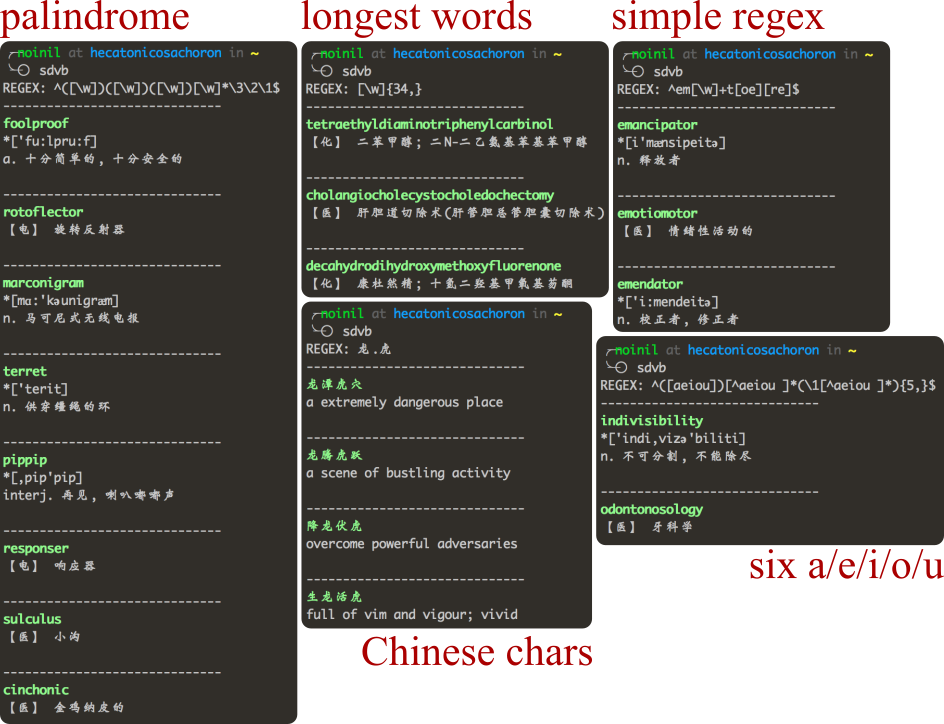 palindrome
╭─noinil at hecatonicosachoron in ~
╰─○ sdvb
REGEX: ^([\w])([\w])([\w])[\w]*\3\2\1$
------------------------------
foolproof
*['fu:lpru:f]
a. 十分简单的, 十分安全的
------------------------------
rotoflector
【电】 旋转反射器
------------------------------
marconigram
*[mɑ:'kəunigræm]
n. 马可尼式无线电报
------------------------------
terret
*['terit]
n. 供穿缰绳的环
------------------------------
pippip
*[,pip'pip]
interj. 再见, 喇叭嘟嘟声
------------------------------
responser
【电】 响应器
------------------------------
sulculus
【医】 小沟
------------------------------
cinchonic
【医】 金鸡纳皮的
longest words
╭─noinil at hecatonicosachoron in ~
╰─○ sdvb
REGEX: [\w]{34,}
------------------------------
tetraethyldiaminotriphenylcarbinol
【化】 二苯甲醇; 二N-二乙氨基苯基苯甲醇
------------------------------
cholangiocholecystocholedochectomy
【医】 肝胆道切除术(肝管胆总管胆囊切除术)
------------------------------
decahydrodihydroxymethoxyfluorenone
【化】 康杜然精; 十氢二羟基甲氧基芴酮
╭─noinil at hecatonicosachoron in ~
╰─○ sdvb
REGEX: 龙.虎
------------------------------
龙潭虎穴
a extremely dangerous place
------------------------------
龙腾虎跃
a scene of bustling activity
------------------------------
降龙伏虎
overcome powerful adversaries
------------------------------
生龙活虎
full of vim and vigour; vivid
Chinese chars
simple regex
╭─noinil at hecatonicosachoron in ~
╰─○ sdvb
REGEX: ^em[\w]+t[oe][re]$
------------------------------
emancipator
*[i'mænsipeitə]
n. 释放者
------------------------------
emotiomotor
【医】 情绪性活动的
------------------------------
emendator
*['i:mendeitə]
n. 校正者, 修正者
╭─noinil at hecatonicosachoron in ~
╰─○ sdvb
REGEX: ^([aeiou])[^aeiou ]*(\1[^aeiou ]*){5,}$
------------------------------
indivisibility
*['indi,vizə'biliti]
n. 不可分割, 不能除尽
------------------------------
odontonosology
【医】 牙科学
six a/e/i/o/u